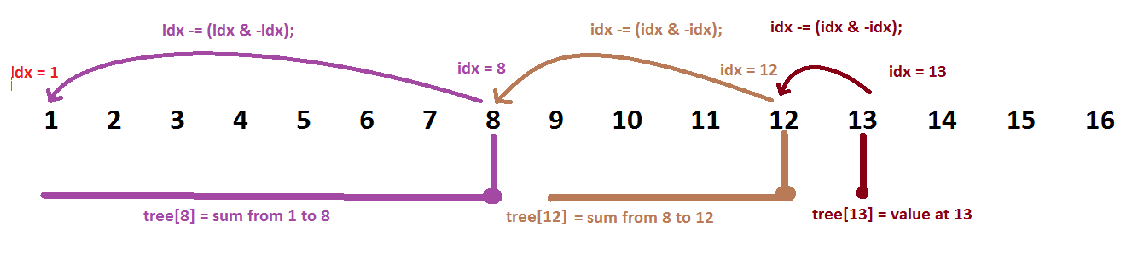 idx -= (idx & -idx);
idx -= (idx & -idx);
idx -= (idx & -idx);
Idx = 1
idx = 8
idx = 12
idx = 13
1 2 3 4 5 6 7 8 9 10 11 12 13 14 15 16
tree[8] = sum from 1 to 8
tree[12] = sum from 8 to 12
tree[13] = value at 13